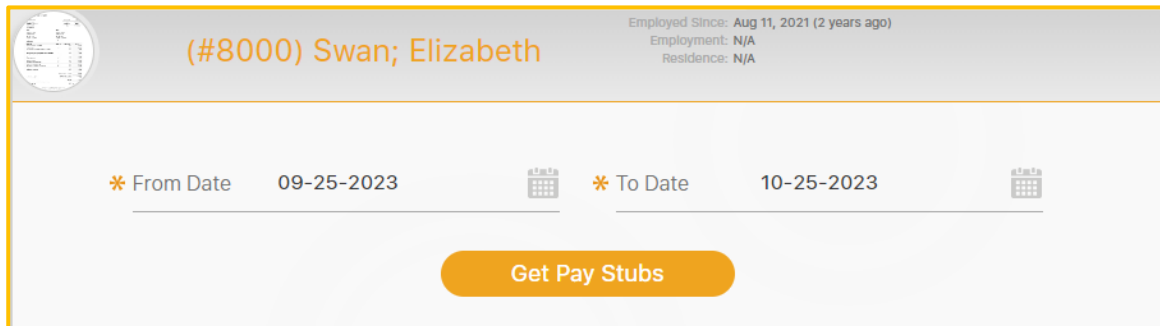 Employed Since: Aug 11, 2021 (2 years ago)
(#8000) Swan; Elizabeth
Employment: N/A
Residence: N/A
* From Date 09-25-2023 * To Date 10-25-2023
Get Pay Stubs